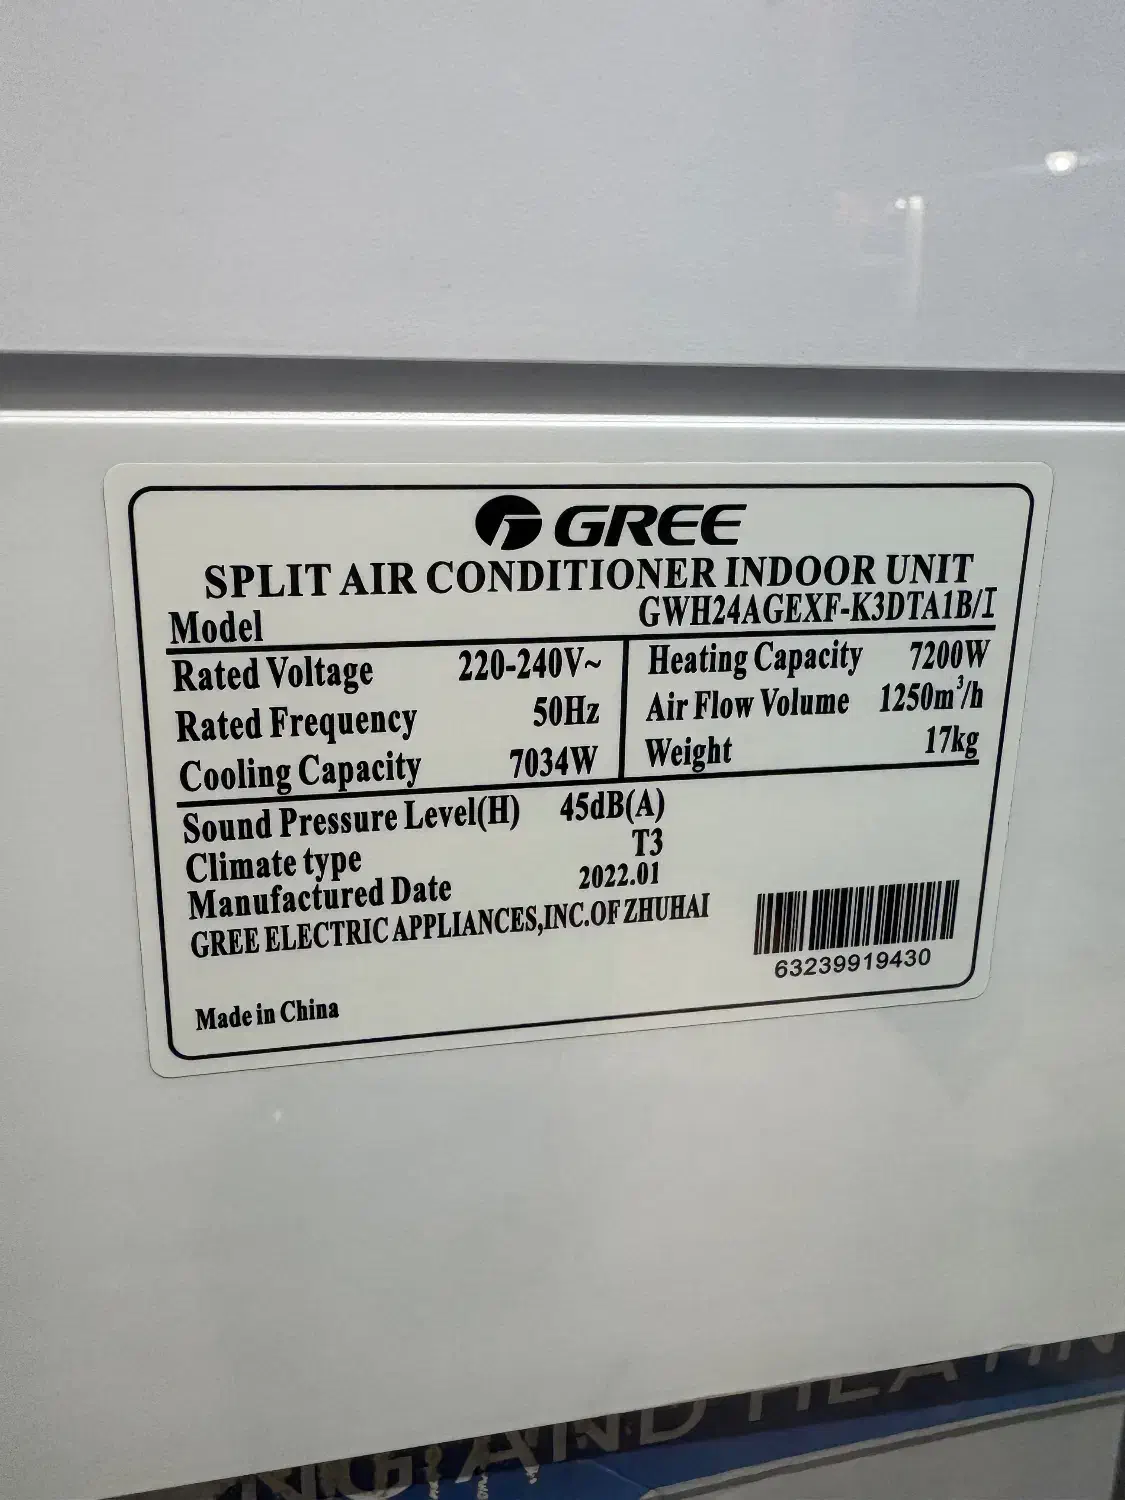 GREE
SPLIT AIR CONDITIONER INDOOR UNIT
Model GWH24AGEXF-K3DTA1B/I
Rated Voltage 220-240V~
Rated Frequency 50Hz
Cooling Capacity 7034W
Heating Capacity 7200W
Air Flow Volume 1250m³/h
Weight 17kg
Sound Pressure Level(H) 45dB(A)
Climate type T3
Manufactured Date 2022.01
GREE ELECTRIC APPLIANCES,INC.OF ZHUHAI
63239919430
Made in China
AND